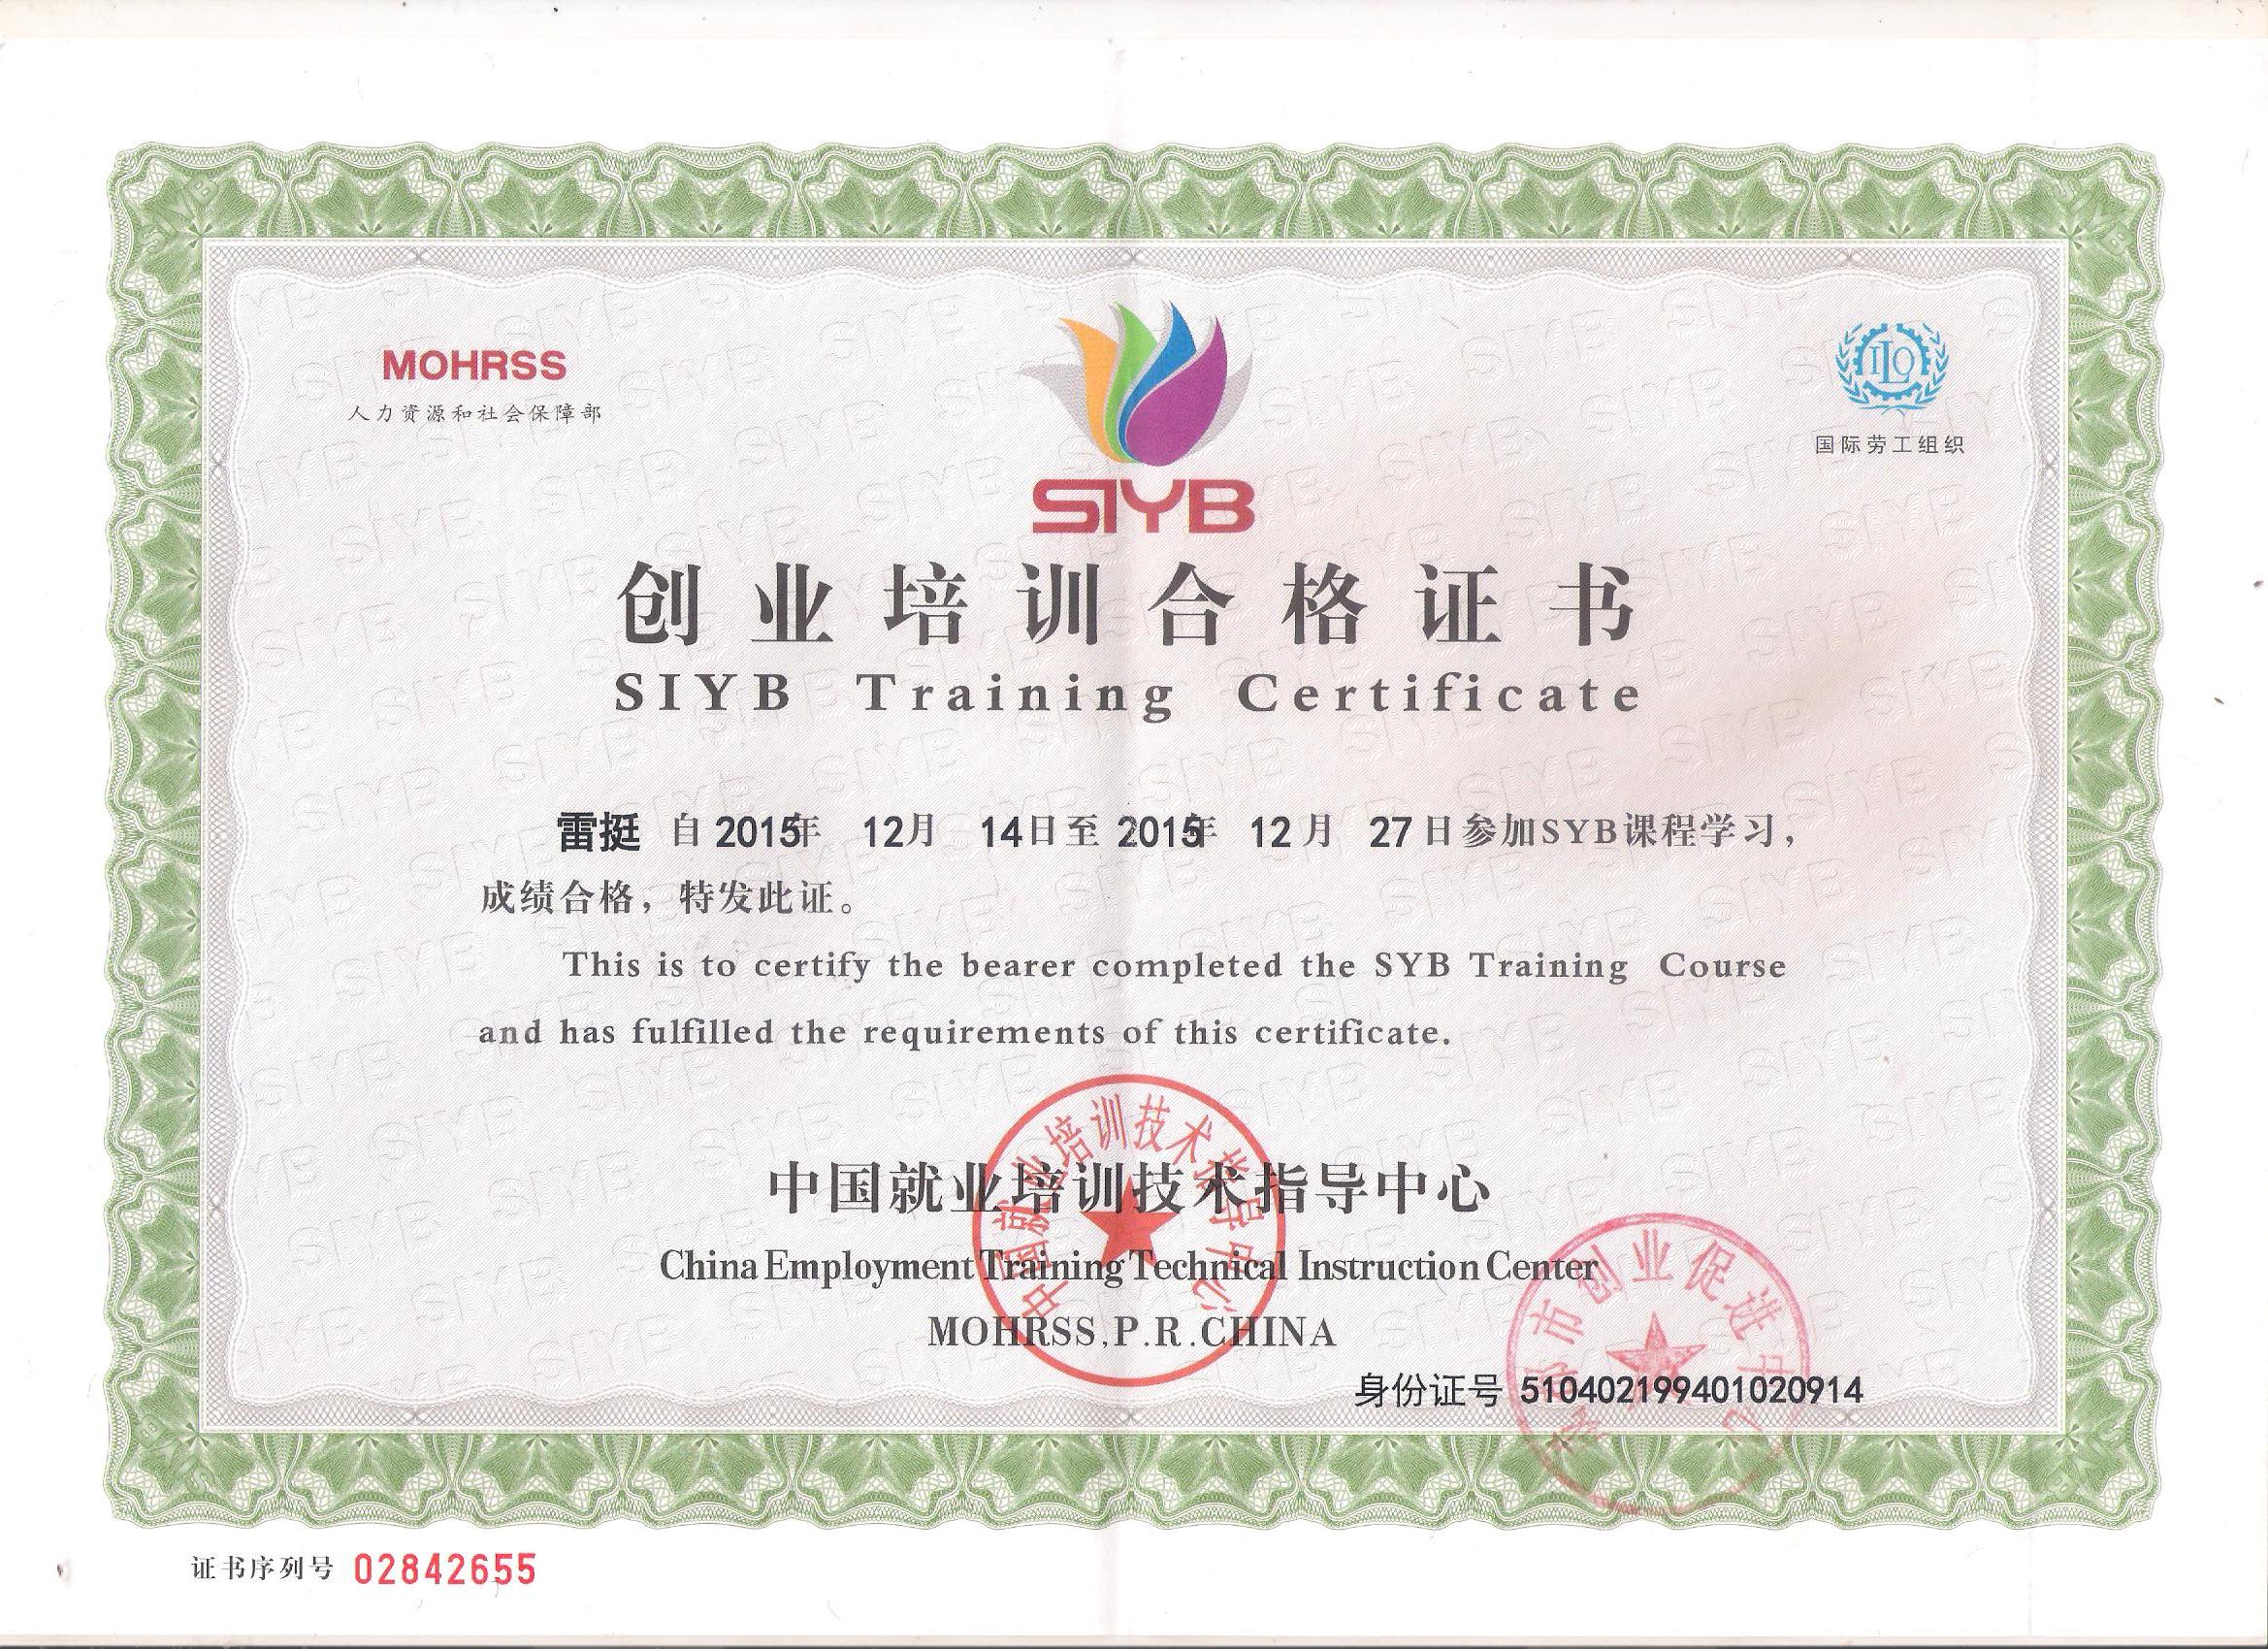 MOHRSS
人力资源和社会保障部
ILO
国际劳工组织
SIYB
创业培训合格证书
SIYB Training Certificate
雷挺 自 2015年 12月 14日至 2015年 12月 27日参加SYB课程学习，
成绩合格，特发此证。
This is to certify the bearer completed the SYB Training Course
and has fulfilled the requirements of this certificate.
中国就业培训技术指导中心
中国就业培训技术指导中心
China Employment Training Technical Instruction Center
MOHRSS,P.R.CHINA
市创业促进中心
身份证号 510402199401020914
证书序列号 02842655